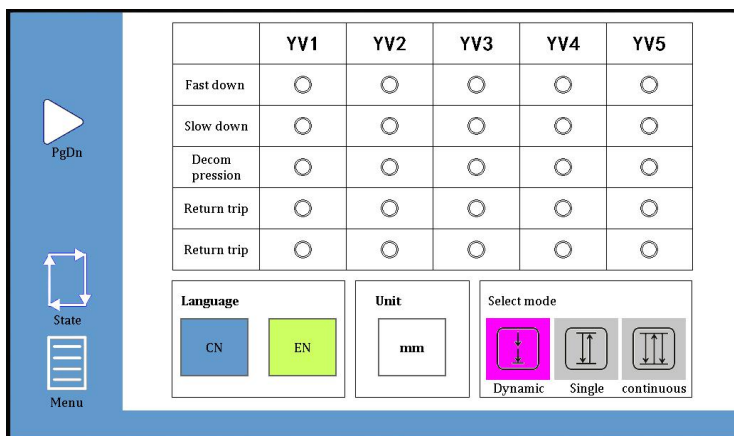 YV1 YV2 YV3 YV4 YV5
Fast down
Slow down
Decom
pression
Return trip
Return trip
PgDn
State
Menu
Language
CN EN
Unit
mm
Select mode
Dynamic Single continuous